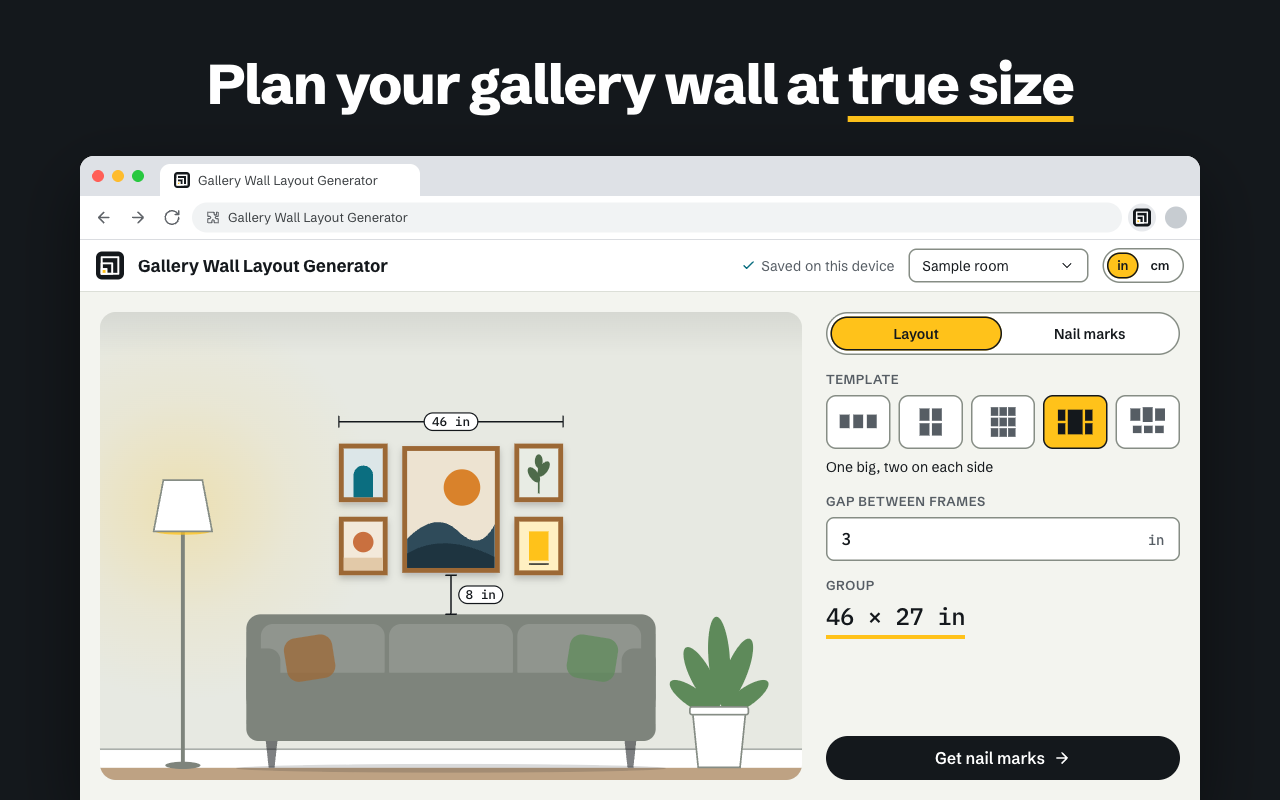 Plan your gallery wall at true size
Gallery Wall Layout Generator
Gallery Wall Layout Generator
Gallery Wall Layout Generator
Saved on this device
Sample room
in
cm
46 in
8 in
Layout
Nail marks
TEMPLATE
One big, two on each side
GAP BETWEEN FRAMES
3
in
GROUP
46 × 27 in
Get nail marks